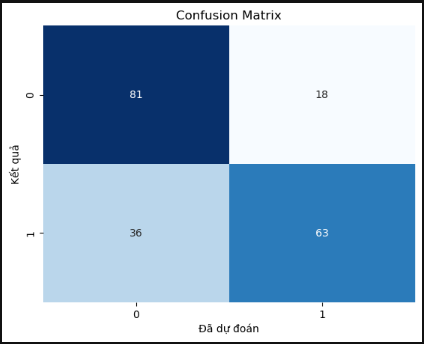 Confusion Matrix
0
81
18
Kết quả
1
36
63
0
1
Đã dự đoán